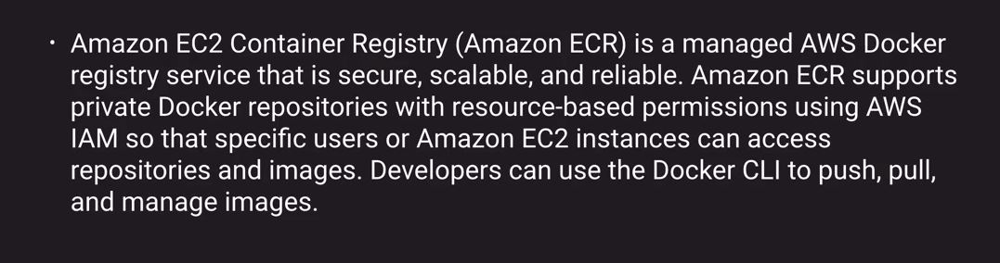 • Amazon EC2 Container Registry (Amazon ECR) is a managed AWS Docker
registry service that is secure, scalable, and reliable. Amazon ECR supports
private Docker repositories with resource-based permissions using AWS
IAM so that specific users or Amazon EC2 instances can access
repositories and images. Developers can use the Docker CLI to push, pull,
and manage images.